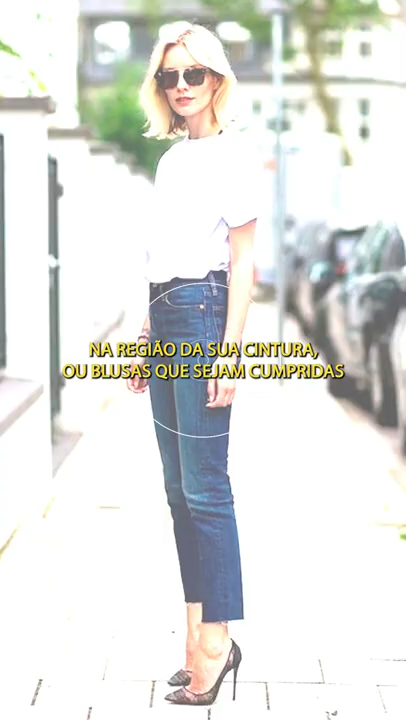 NA REGIÃO DA SUA CINTURA,
OU BLUSAS QUE SEJAM CUMPRIDAS